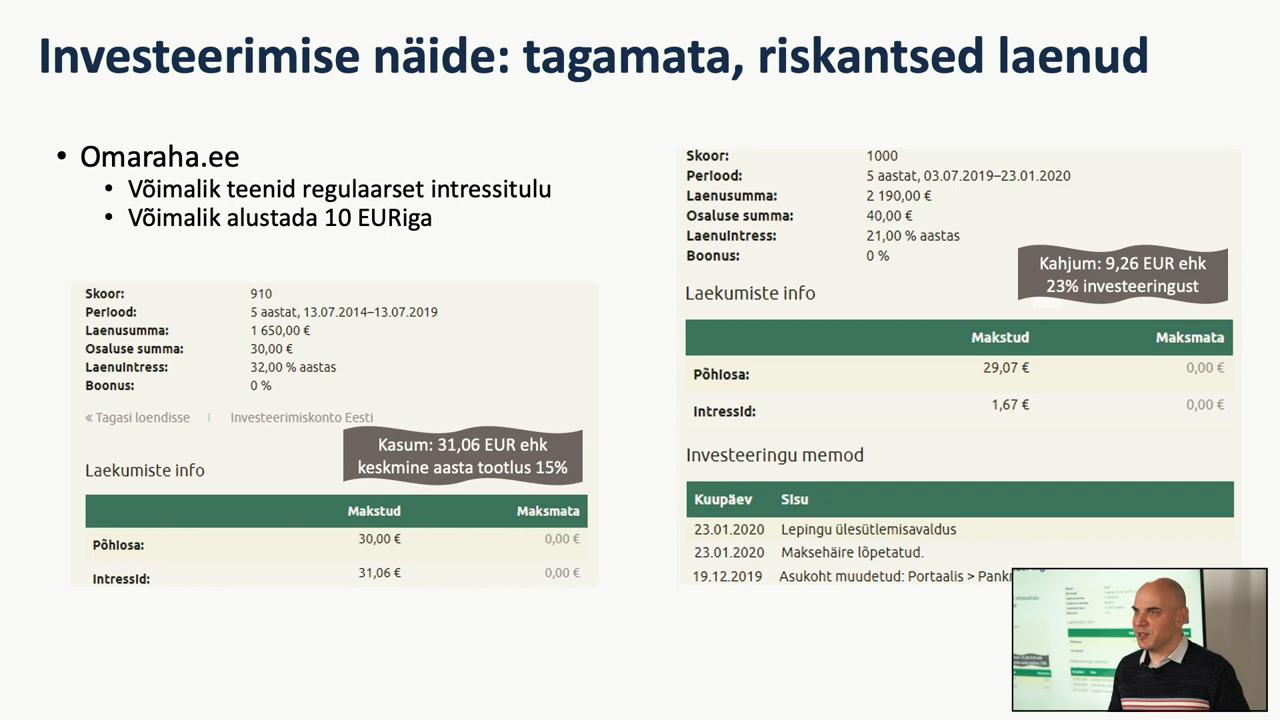 Investeerimise näide: tagamata, riskantsed laenud
• Omaraha.ee
• Võimalik teenid regulaarset intressitulu
• Võimalik alustada 10 EURiga
Skoor: 910
Periood: 5 aastat, 13.07.2014–13.07.2019
Laenusumma: 1 650,00 €
Osaluse summa: 30,00 €
Laenuintress: 32,00 % aastas
Boonus: 0 %
« Tagasi loendisse | Investeerimiskonto Eesti
Kasum: 31,06 EUR ehk
keskmine aasta tootlus 15%
Laekumiste info
Makstud Maksmata
Põhiosa: 30,00 € 0,00 €
Intressid: 31,06 € 0,00 €
Skoor: 1000
Periood: 5 aastat, 03.07.2019–23.01.2020
Laenusumma: 2 190,00 €
Osaluse summa: 40,00 €
Laenuintress: 21,00 % aastas
Boonus: 0 %
Kahjum: 9,26 EUR ehk
23% investeeringust
Laekumiste info
Makstud Maksmata
Põhiosa: 29,07 € 0,00 €
Intressid: 1,67 € 0,00 €
Investeeringu memod
Kuupäev Sisu
23.01.2020 Lepingu ülesütlemisavaldus
23.01.2020 Maksehäire lõpetatud.
19.12.2019 Asukoht muudetud: Portaalis >